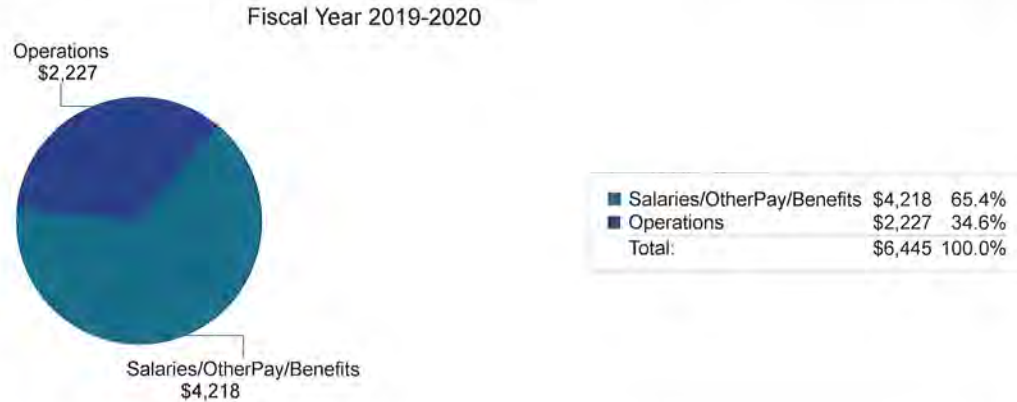 Fiscal Year 2019-2020
Operations
$2,227
Salaries/OtherPay/Benefits $4,218 65.4%
Operations $2,227 34.6%
Total: $6,445 100.0%
Salaries/OtherPay/Benefits
$4,218